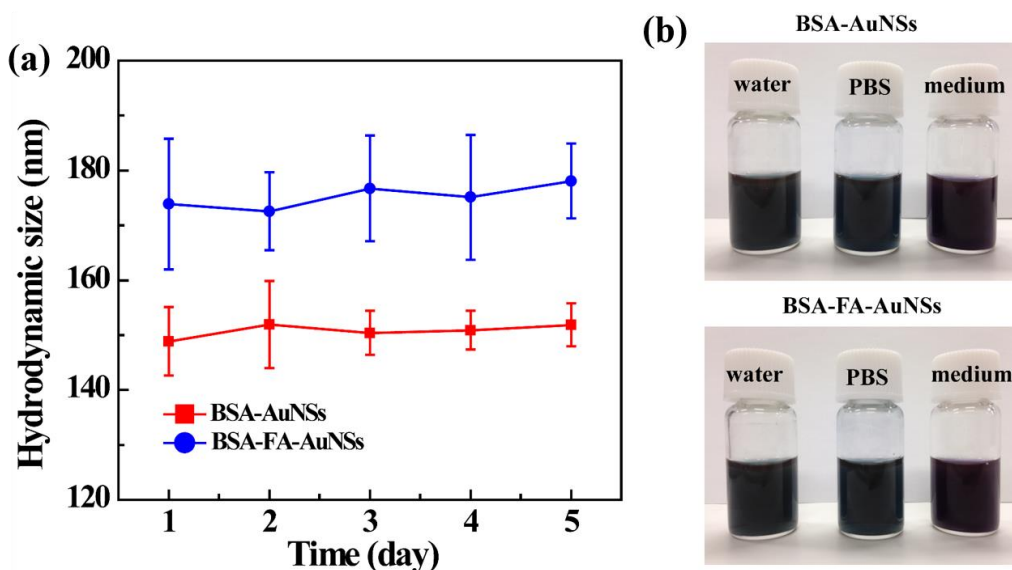 (a)
200
180
160
140
120
Hydrodynamic size (nm)
BSA-AuNSs
BSA-FA-AuNSs
1 2 3 4 5
Time (day)
(b)
BSA-AuNSs
water PBS medium
BSA-FA-AuNSs
water PBS medium